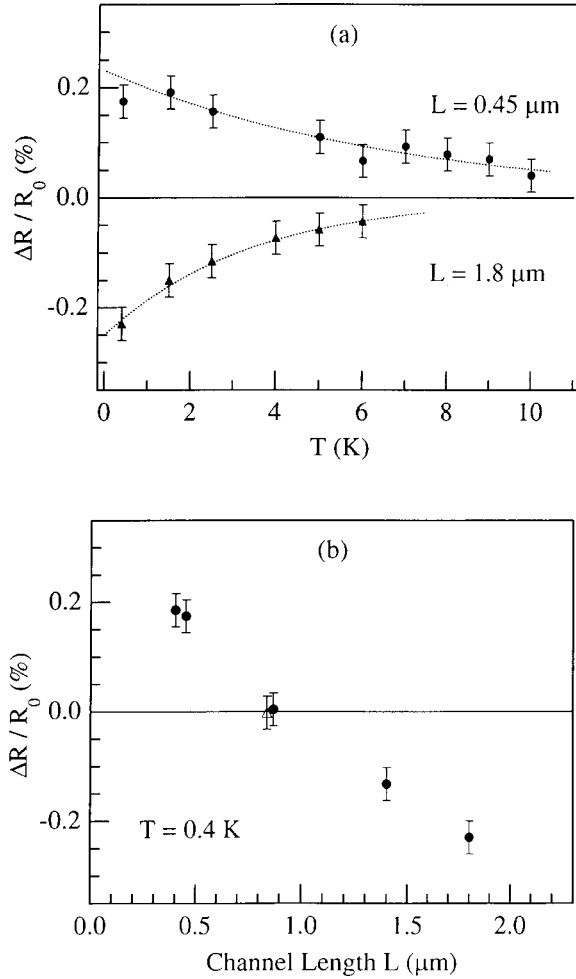 (a)
0.2
L = 0.45 μm
0.0
L = 1.8 μm
-0.2
ΔR / R0 (%)
0 2 4 6 8 10
T (K)
(b)
0.2
0.0
-0.2
T = 0.4 K
ΔR / R0 (%)
0.0 0.5 1.0 1.5 2.0
Channel Length L (μm)